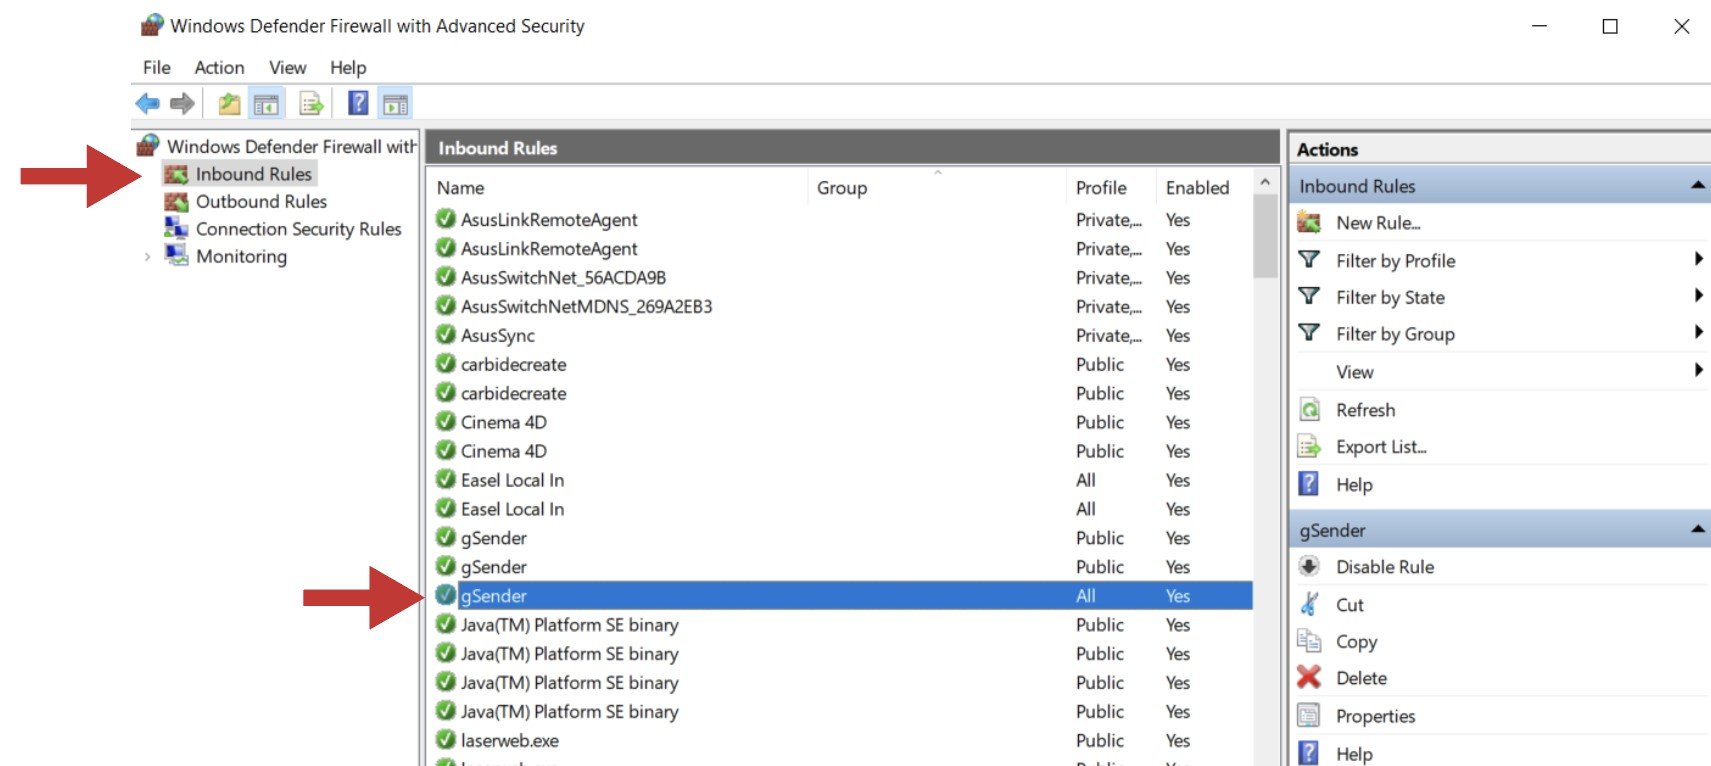 Windows Defender Firewall with Advanced Security
File Action View Help
Windows Defender Firewall with
Inbound Rules
Outbound Rules
Connection Security Rules
Monitoring
Inbound Rules
Name Group Profile Enabled
AsusLinkRemoteAgent Private,... Yes
AsusLinkRemoteAgent Private,... Yes
AsusSwitchNet_56ACDA9B Private,... Yes
AsusSwitchNetMDNS_269A2EB3 Private,... Yes
AsusSync Private,... Yes
carbidecreate Public Yes
carbidecreate Public Yes
Cinema 4D Public Yes
Cinema 4D Public Yes
Easel Local In All Yes
Easel Local In All Yes
gSender Public Yes
gSender Public Yes
gSender All Yes
Java(TM) Platform SE binary Public Yes
Java(TM) Platform SE binary Public Yes
Java(TM) Platform SE binary Public Yes
Java(TM) Platform SE binary Public Yes
laserweb.exe Public Yes
Actions
Inbound Rules
New Rule...
Filter by Profile
Filter by State
Filter by Group
View
Refresh
Export List...
Help
gSender
Disable Rule
Cut
Copy
Delete
Properties
Help